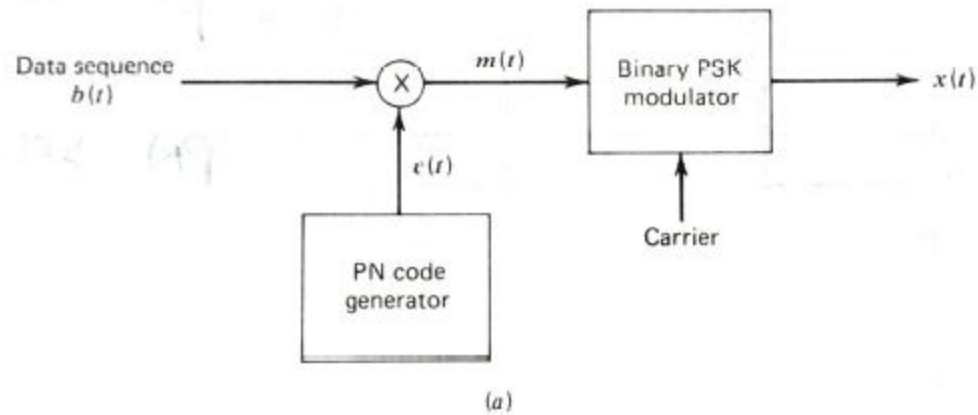 Data sequence
b(t)
X
m(t)
Binary PSK
modulator
x(t)
c(t)
Carrier
PN code
generator
(a)